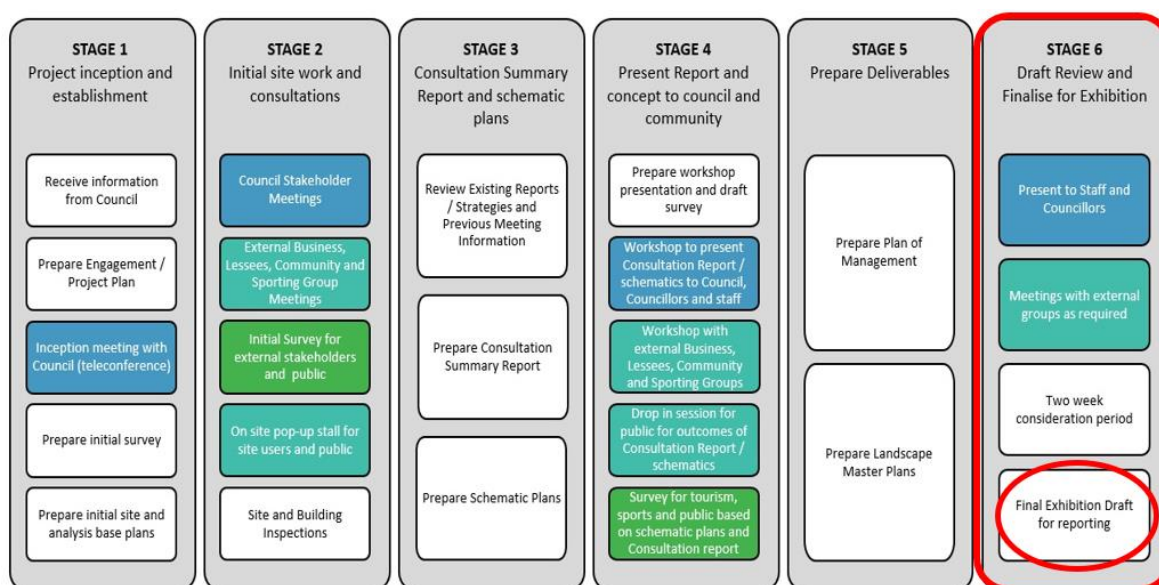 STAGE 1
Project inception and
establishment
Receive information
from Council
Prepare Engagement /
Project Plan
Inception meeting with
Council (teleconference)
Prepare initial survey
Prepare initial site and
analysis base plans
STAGE 2
Initial site work and
consultations
Council Stakeholder
Meetings
External Business,
Lessees, Community and
Sporting Group
Meetings
Initial Survey for
external stakeholders
and public
On site pop-up stall for
site users and public
Site and Building
Inspections
STAGE 3
Consultation Summary
Report and schematic
plans
Review Existing Reports
/ Strategies and
Previous Meeting
Information
Prepare Consultation
Summary Report
Prepare Schematic Plans
STAGE 4
Present Report and
concept to council and
community
Prepare workshop
presentation and draft
survey
Workshop to present
Consultation Report /
schematics to Council,
Councillors and staff
Workshop with
external Business,
Lessees, Community
and Sporting Groups
Drop in session for
public for outcomes of
Consultation Report /
schematics
Survey for tourism,
sports and public based
on schematic plans and
Consultation report
STAGE 5
Prepare Deliverables
Prepare Plan of
Management
Prepare Landscape
Master Plans
STAGE 6
Draft Review and
Finalise for Exhibition
Present to Staff and
Councillors
Meetings with external
groups as required
Two week
consideration period
Final Exhibition Draft
for reporting